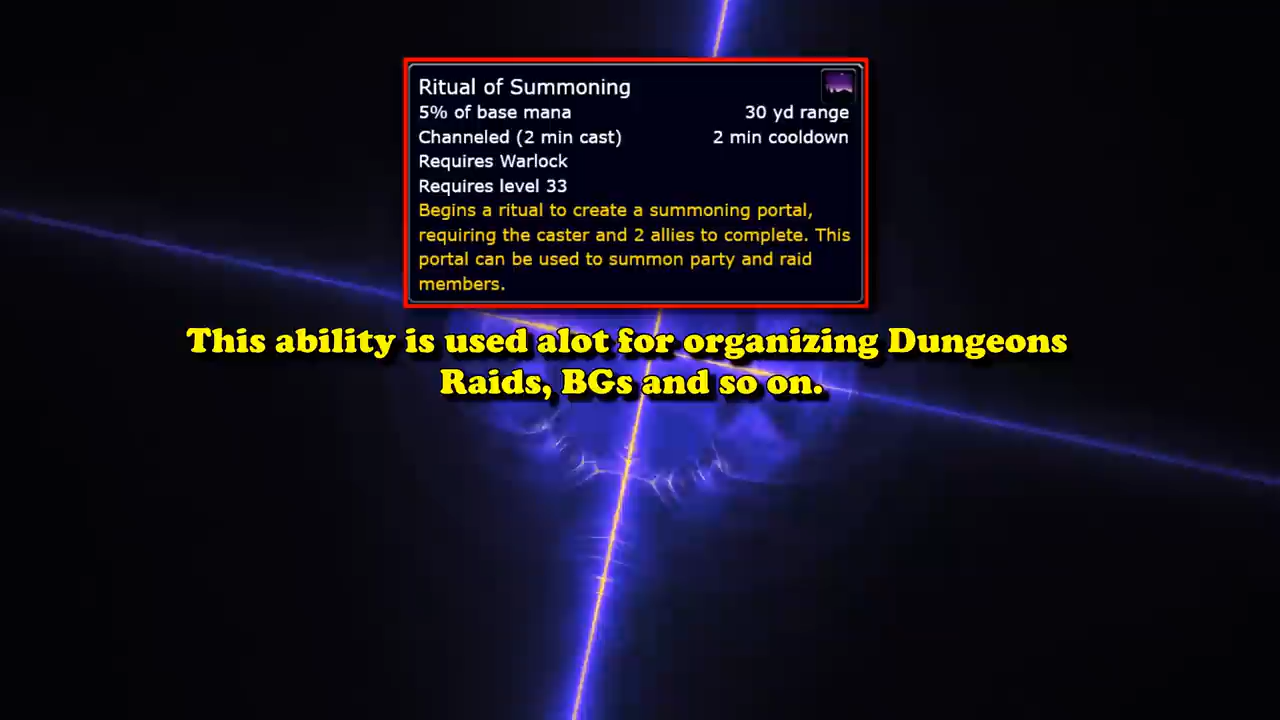 Ritual of Summoning
5% of base mana 30 yd range
Channeled (2 min cast) 2 min cooldown
Requires Warlock
Requires level 33
Begins a ritual to create a summoning portal,
requiring the caster and 2 allies to complete. This
portal can be used to summon party and raid
members.
This ability is used alot for organizing Dungeons
Raids, BGs and so on.